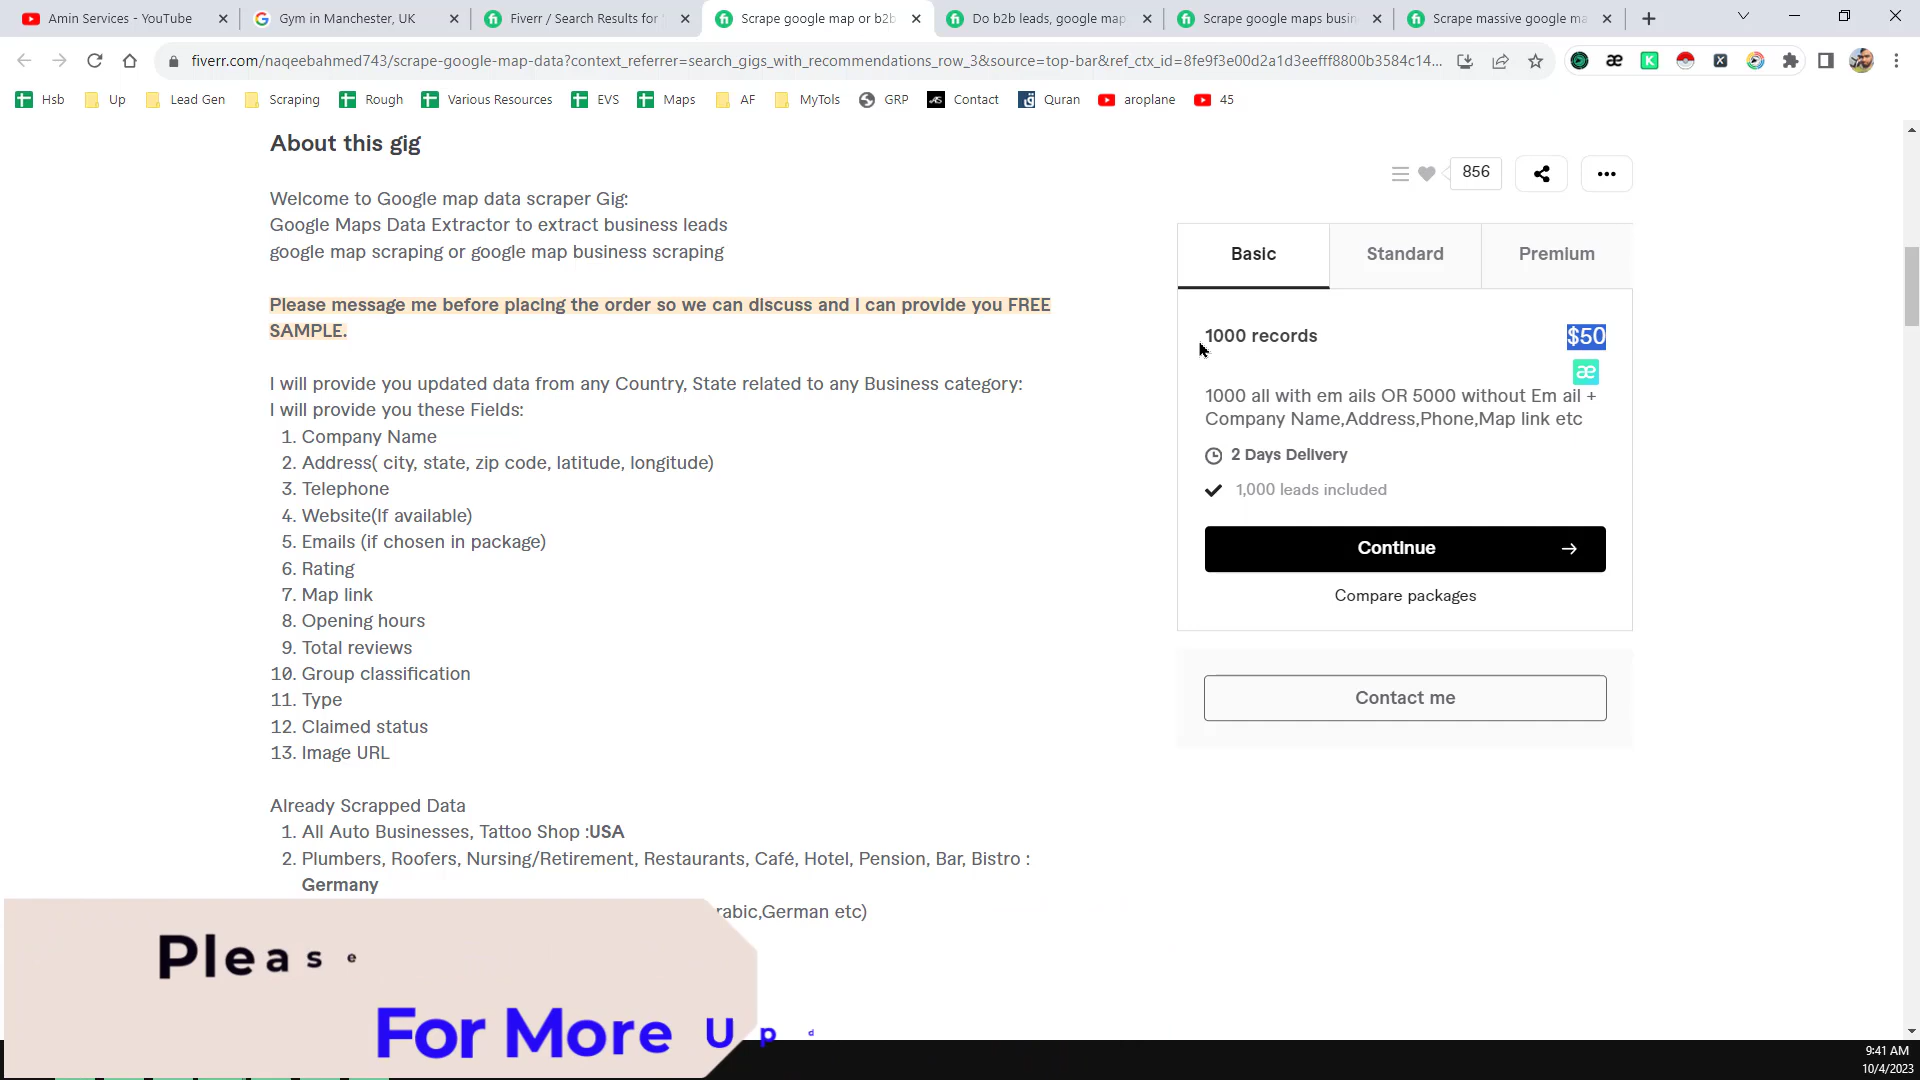 Amin Services - YouTube
Gym in Manchester, UK
Fiverr / Search Results for
Scrape google map or b2b
Do b2b leads, google map
Scrape google maps busin
Scrape massive google ma
fiverr.com/naqeebahmed743/scrape-google-map-data?context_referrer=search_gigs_with_recommendations_row_3&source=top-bar&ref_ctx_id=8fe9f3e00d2a1d3eefff8800b3584c14...
Hsb
Up
Lead Gen
Scraping
Rough
Various Resources
EVS
Maps
AF
MyTols
GRP
Contact
Quran
aroplane
45
About this gig
Welcome to Google map data scraper Gig:
Google Maps Data Extractor to extract business leads
google map scraping or google map business scraping
Please message me before placing the order so we can discuss and I can provide you FREE
SAMPLE.
I will provide you updated data from any Country, State related to any Business category:
I will provide you these Fields:
1. Company Name
2. Address( city, state, zip code, latitude, longitude)
3. Telephone
4. Website(If available)
5. Emails (if chosen in package)
6. Rating
7. Map link
8. Opening hours
9. Total reviews
10. Group classification
11. Type
12. Claimed status
13. Image URL
Already Scrapped Data
1. All Auto Businesses, Tattoo Shop :USA
2. Plumbers, Roofers, Nursing/Retirement, Restaurants, Café, Hotel, Pension, Bar, Bistro :
Germany
rabic,German etc)
856
Basic
Standard
Premium
1000 records
$50
æ
1000 all with em ails OR 5000 without Em ail +
Company Name,Address,Phone,Map link etc
2 Days Delivery
1,000 leads included
Continue
Compare packages
Contact me
Please
For More Upd
9:41 AM
10/4/2023